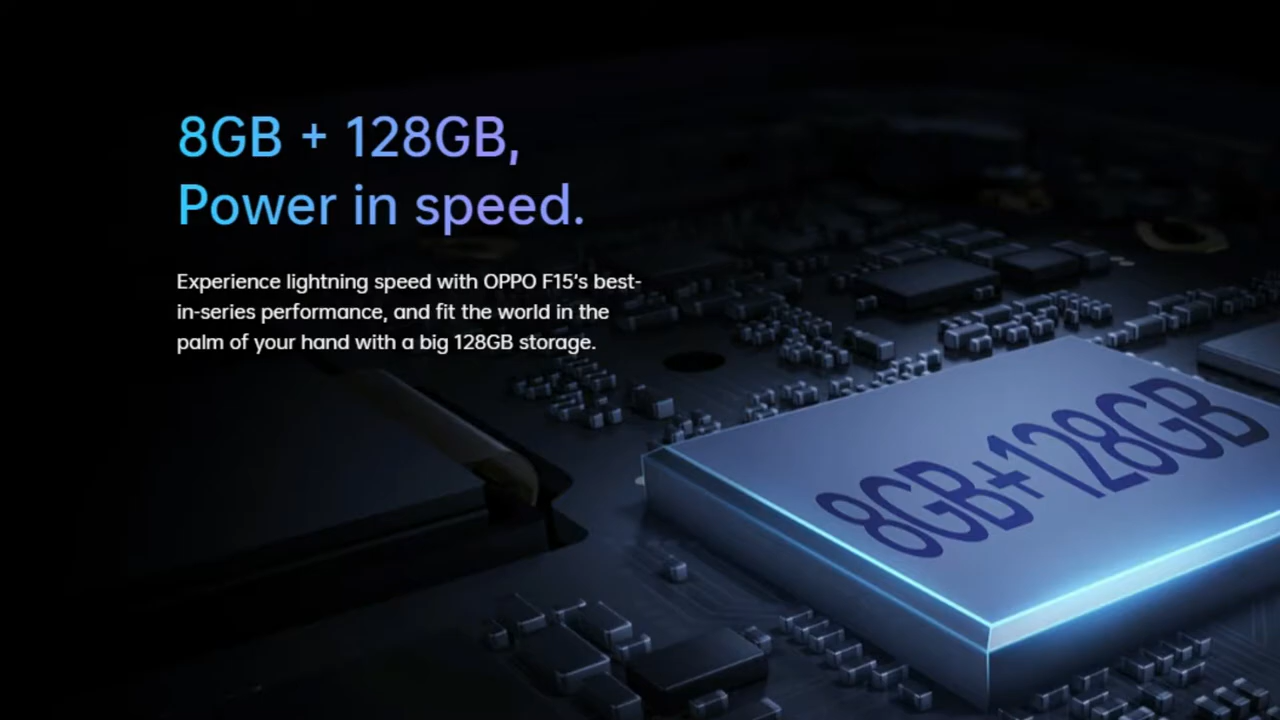 8GB + 128GB,
Power in speed.
Experience lightning speed with OPPO F15's best-
in-series performance, and fit the world in the
palm of your hand with a big 128GB storage.
8GB+128GB